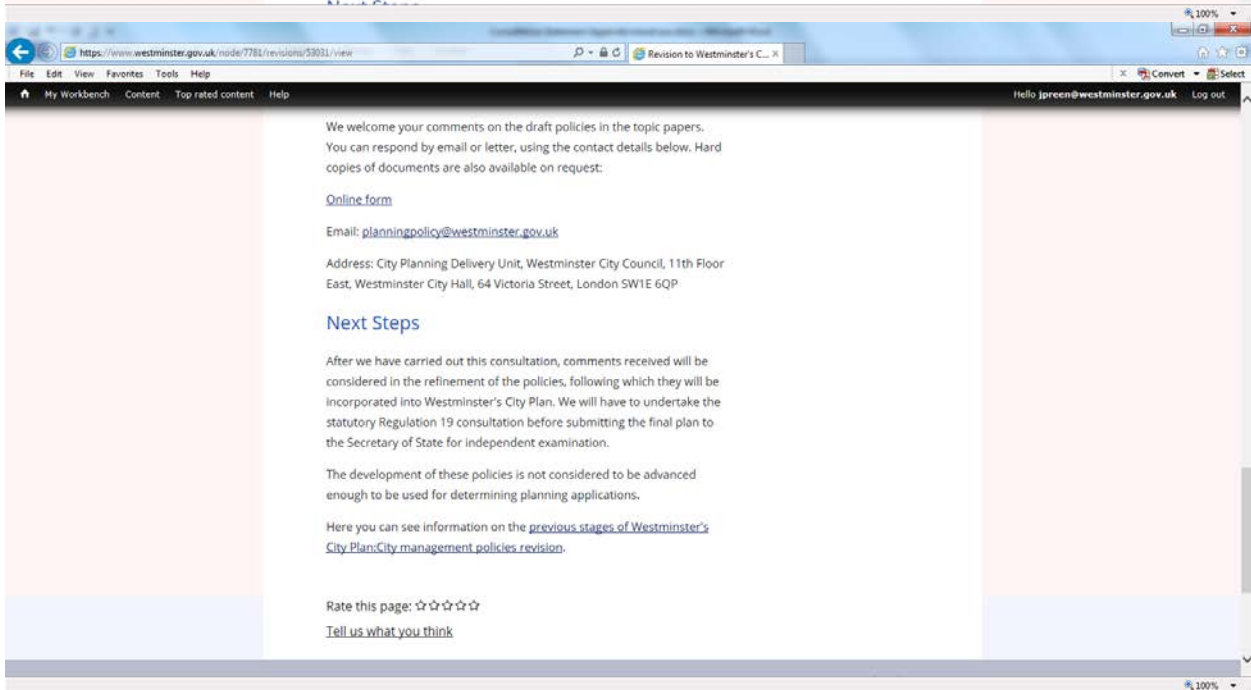 Next Steps
100%
https://www.westminster.gov.uk/node/7781/revisions/53031/view
Revision to Westminster's C...
File Edit View Favorites Tools Help
Convert Select
My Workbench Content Top rated content Help
Hello jpreen@westminster.gov.uk Log out
We welcome your comments on the draft policies in the topic papers.
You can respond by email or letter, using the contact details below. Hard
copies of documents are also available on request:
Online form
Email: planningpolicy@westminster.gov.uk
Address: City Planning Delivery Unit, Westminster City Council, 11th Floor
East, Westminster City Hall, 64 Victoria Street, London SW1E 6QP
Next Steps
After we have carried out this consultation, comments received will be
considered in the refinement of the policies, following which they will be
incorporated into Westminster's City Plan. We will have to undertake the
statutory Regulation 19 consultation before submitting the final plan to
the Secretary of State for independent examination.
The development of these policies is not considered to be advanced
enough to be used for determining planning applications.
Here you can see information on the previous stages of Westminster's
City Plan:City management policies revision.
Rate this page: ☆☆☆☆☆
Tell us what you think
100%